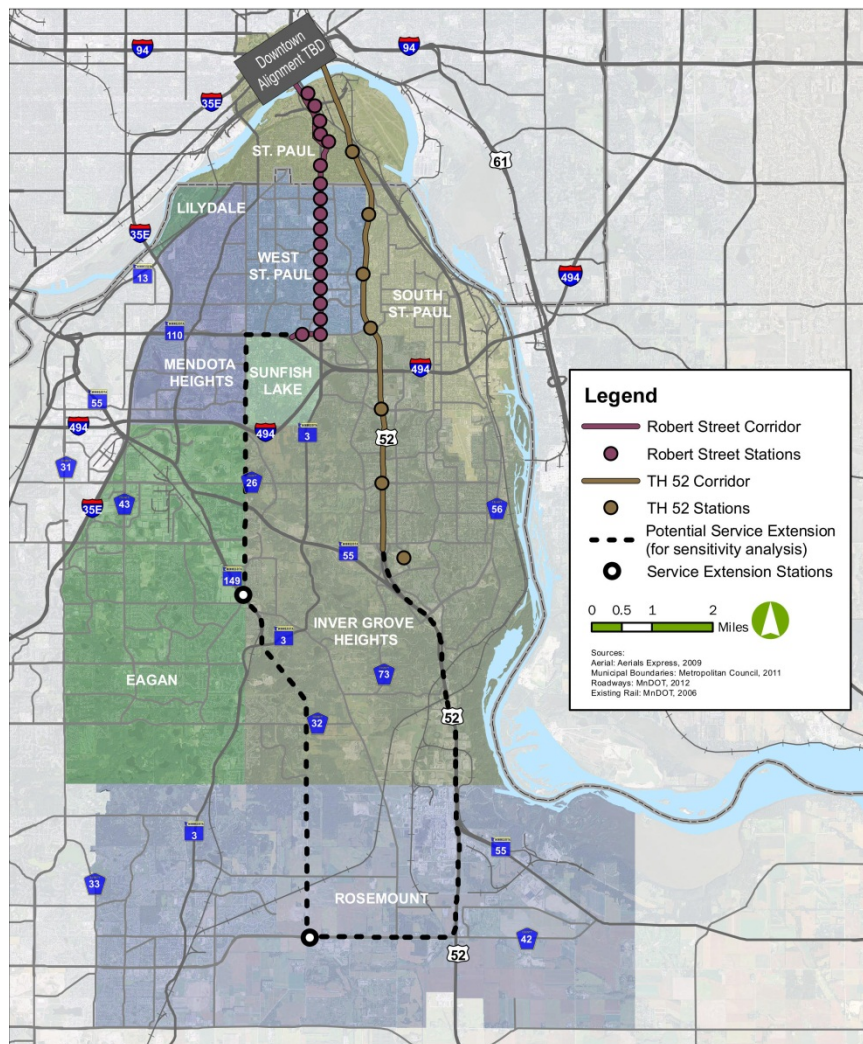 94
94
Downtown
Alignment TBD
35E
ST. PAUL
61
LILYDALE
35E
WEST
ST. PAUL
13
494
SOUTH
ST. PAUL
110
MENDOTA
HEIGHTS
SUNFISH
LAKE
494
55
494
494
3
52
31
26
43
35E
56
55
149
INVER GROVE
HEIGHTS
3
EAGAN
73
32
52
3
55
33
ROSEMOUNT
42
52
Legend
Robert Street Corridor
Robert Street Stations
TH 52 Corridor
TH 52 Stations
Potential Service Extension
(for sensitivity analysis)
Service Extension Stations
0 0.5 1 2
Miles
Sources:
Aerial: Aerials Express, 2009
Municipal Boundaries: Metropolitan Council, 2011
Roadways: MnDOT, 2012
Existing Rail: MnDOT, 2006